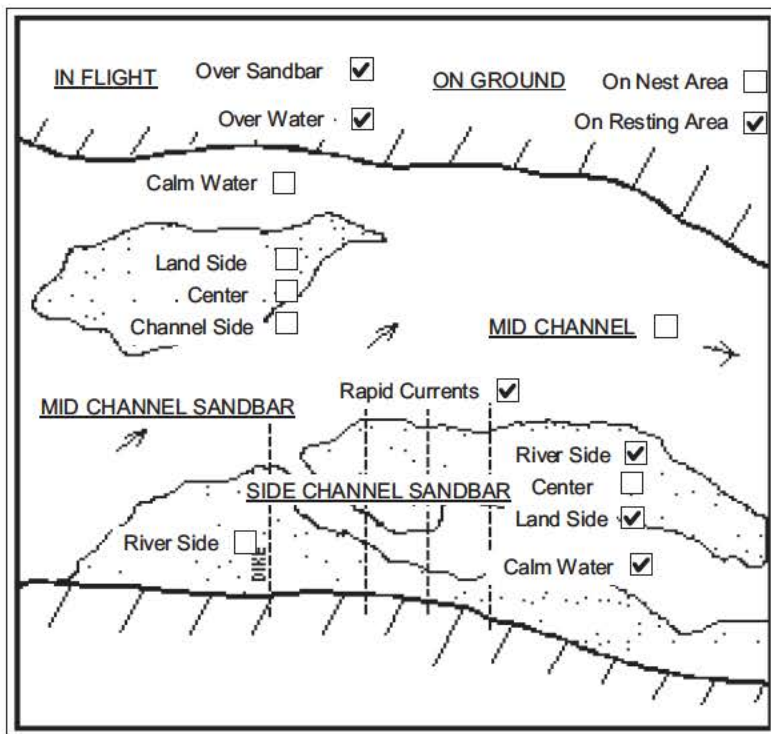 IN FLIGHT Over Sandbar ON GROUND On Nest Area
Over Water On Resting Area
Calm Water
Land Side
Center
Channel Side
MID CHANNEL
Rapid Currents
MID CHANNEL SANDBAR
River Side
SIDE CHANNEL SANDBAR Center
Land Side
River Side
DIKE
Calm Water